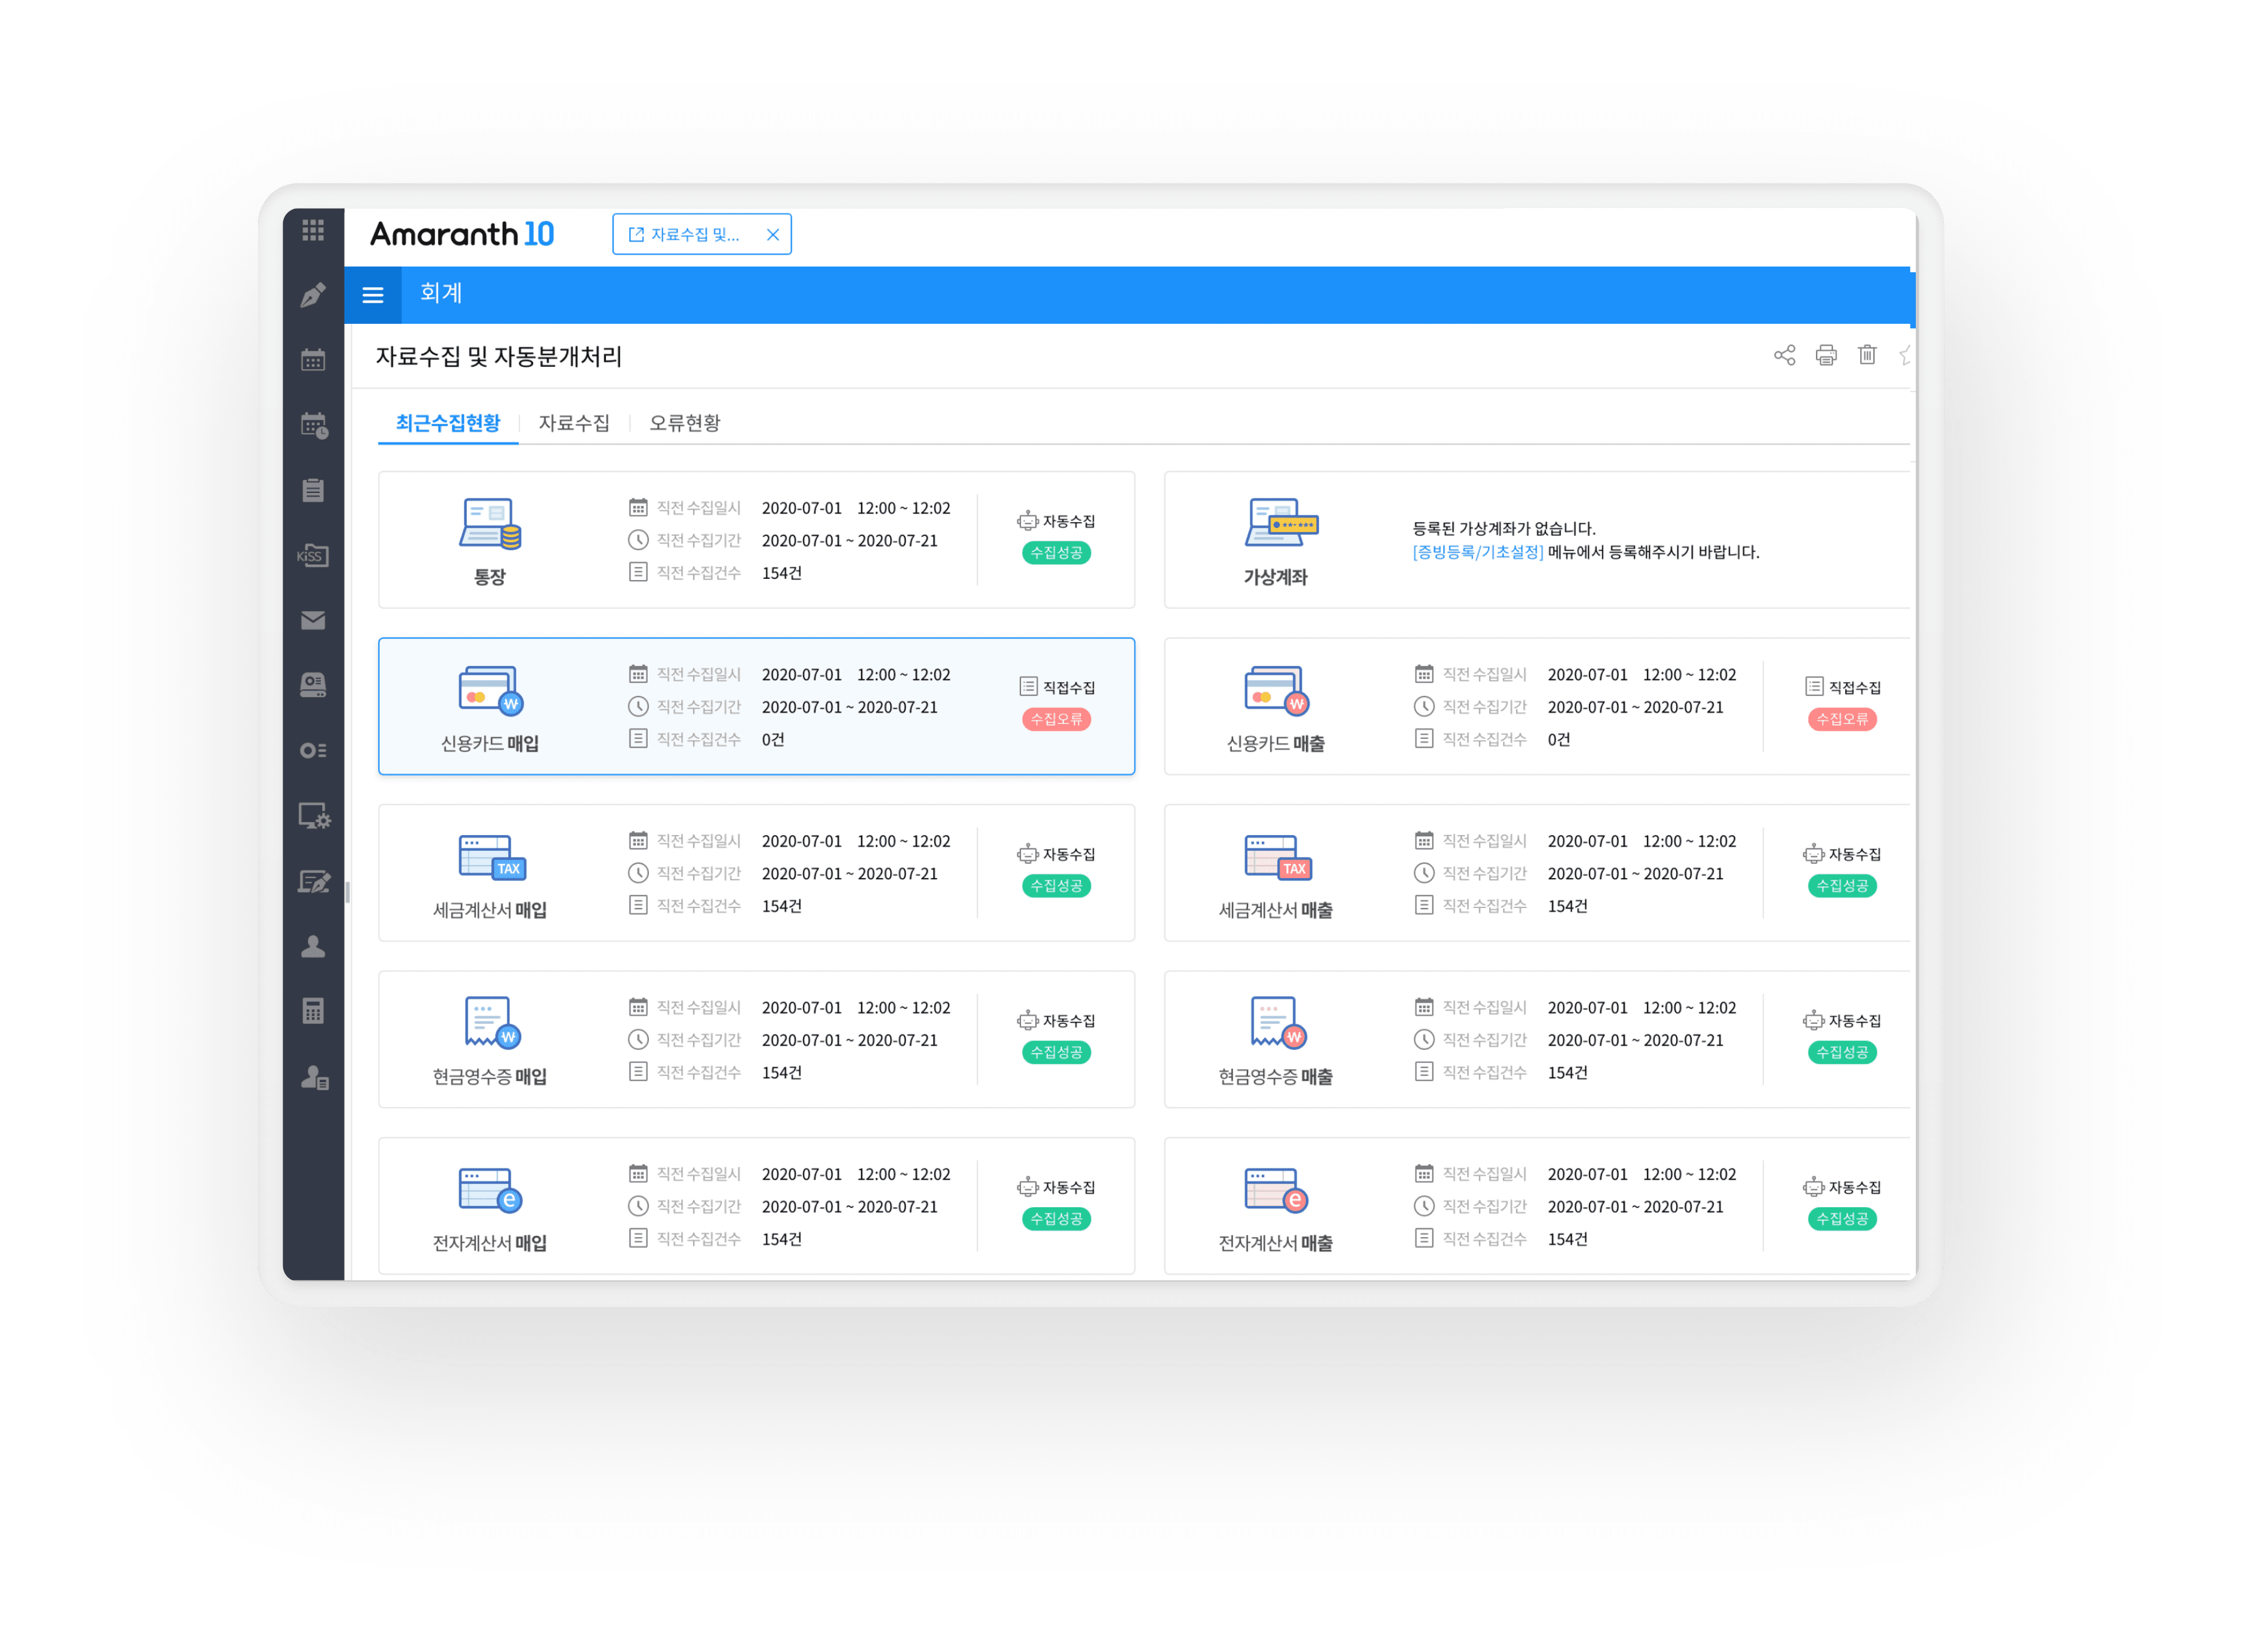 Amaranth 10
자료수집 및...
회계
자료수집 및 자동분개처리
최근수집현황
자료수집
오류현황
통장
직전 수집일시 2020-07-01 12:00 ~ 12:02
직전 수집기간 2020-07-01 ~ 2020-07-21
직전 수집건수 154건
자동수집
수집성공
가상계좌
등록된 가상계좌가 없습니다.
[증빙등록/기초설정] 메뉴에서 등록해주시기 바랍니다.
KiSS
신용카드 매입
직전 수집일시 2020-07-01 12:00 ~ 12:02
직전 수집기간 2020-07-01 ~ 2020-07-21
직전 수집건수 0건
직접수집
수집오류
신용카드 매출
직전 수집일시 2020-07-01 12:00 ~ 12:02
직전 수집기간 2020-07-01 ~ 2020-07-21
직전 수집건수 0건
직접수집
수집오류
TAX
세금계산서 매입
직전 수집일시 2020-07-01 12:00 ~ 12:02
직전 수집기간 2020-07-01 ~ 2020-07-21
직전 수집건수 154건
자동수집
수집성공
TAX
세금계산서 매출
직전 수집일시 2020-07-01 12:00 ~ 12:02
직전 수집기간 2020-07-01 ~ 2020-07-21
직전 수집건수 154건
자동수집
수집성공
현금영수증 매입
직전 수집일시 2020-07-01 12:00 ~ 12:02
직전 수집기간 2020-07-01 ~ 2020-07-21
직전 수집건수 154건
자동수집
수집성공
현금영수증 매출
직전 수집일시 2020-07-01 12:00 ~ 12:02
직전 수집기간 2020-07-01 ~ 2020-07-21
직전 수집건수 154건
자동수집
수집성공
전자계산서 매입
직전 수집일시 2020-07-01 12:00 ~ 12:02
직전 수집기간 2020-07-01 ~ 2020-07-21
직전 수집건수 154건
자동수집
수집성공
전자계산서 매출
직전 수집일시 2020-07-01 12:00 ~ 12:02
직전 수집기간 2020-07-01 ~ 2020-07-21
직전 수집건수 154건
자동수집
수집성공